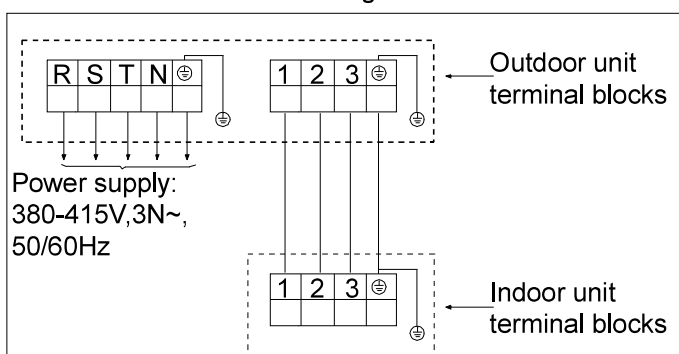 R S T N ⏚
1 2 3 ⏚
Outdoor unit
terminal blocks
Power supply:
380-415V,3N~,
50/60Hz
1 2 3 ⏚
Indoor unit
terminal blocks